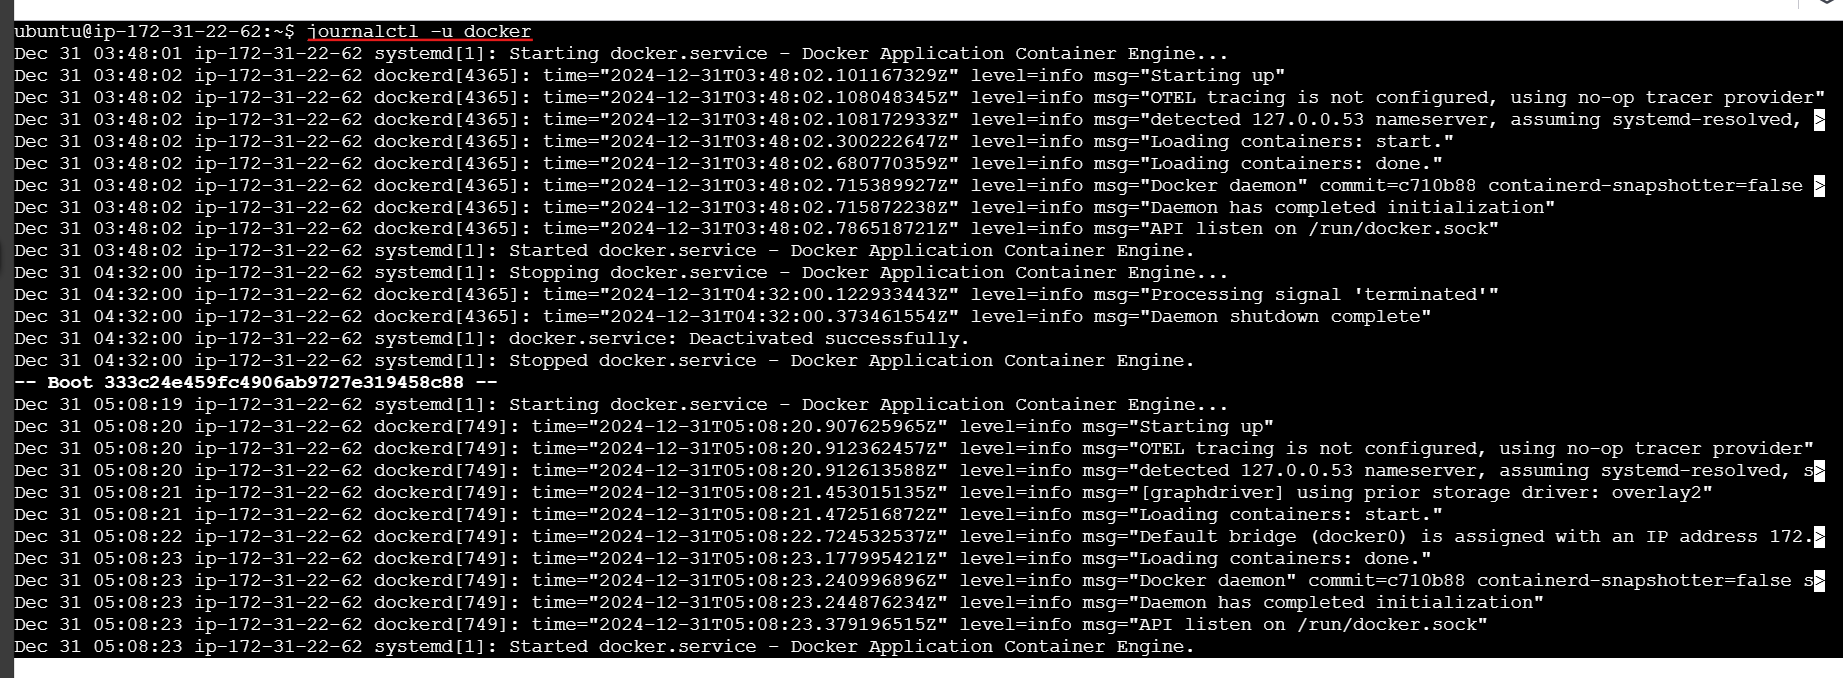 ubuntu@ip-172-31-22-62:~$ journalctl -u docker
Dec 31 03:48:01 ip-172-31-22-62 systemd[1]: Starting docker.service - Docker Application Container Engine...
Dec 31 03:48:02 ip-172-31-22-62 dockerd[4365]: time="2024-12-31T03:48:02.101167329Z" level=info msg="Starting up"
Dec 31 03:48:02 ip-172-31-22-62 dockerd[4365]: time="2024-12-31T03:48:02.108048345Z" level=info msg="OTEL tracing is not configured, using no-op tracer provider"
Dec 31 03:48:02 ip-172-31-22-62 dockerd[4365]: time="2024-12-31T03:48:02.108172933Z" level=info msg="detected 127.0.0.53 nameserver, assuming systemd-resolved, >
Dec 31 03:48:02 ip-172-31-22-62 dockerd[4365]: time="2024-12-31T03:48:02.300222647Z" level=info msg="Loading containers: start."
Dec 31 03:48:02 ip-172-31-22-62 dockerd[4365]: time="2024-12-31T03:48:02.680770359Z" level=info msg="Loading containers: done."
Dec 31 03:48:02 ip-172-31-22-62 dockerd[4365]: time="2024-12-31T03:48:02.715389927Z" level=info msg="Docker daemon" commit=c710b88 containerd-snapshotter=false >
Dec 31 03:48:02 ip-172-31-22-62 dockerd[4365]: time="2024-12-31T03:48:02.715872238Z" level=info msg="Daemon has completed initialization"
Dec 31 03:48:02 ip-172-31-22-62 dockerd[4365]: time="2024-12-31T03:48:02.786518721Z" level=info msg="API listen on /run/docker.sock"
Dec 31 03:48:02 ip-172-31-22-62 systemd[1]: Started docker.service - Docker Application Container Engine.
Dec 31 04:32:00 ip-172-31-22-62 systemd[1]: Stopping docker.service - Docker Application Container Engine...
Dec 31 04:32:00 ip-172-31-22-62 dockerd[4365]: time="2024-12-31T04:32:00.122933443Z" level=info msg="Processing signal 'terminated'"
Dec 31 04:32:00 ip-172-31-22-62 dockerd[4365]: time="2024-12-31T04:32:00.373461554Z" level=info msg="Daemon shutdown complete"
Dec 31 04:32:00 ip-172-31-22-62 systemd[1]: docker.service: Deactivated successfully.
Dec 31 04:32:00 ip-172-31-22-62 systemd[1]: Stopped docker.service - Docker Application Container Engine.
-- Boot 333c24e459fc4906ab9727e319458c88 --
Dec 31 05:08:19 ip-172-31-22-62 systemd[1]: Starting docker.service - Docker Application Container Engine...
Dec 31 05:08:20 ip-172-31-22-62 dockerd[749]: time="2024-12-31T05:08:20.907625965Z" level=info msg="Starting up"
Dec 31 05:08:20 ip-172-31-22-62 dockerd[749]: time="2024-12-31T05:08:20.912362457Z" level=info msg="OTEL tracing is not configured, using no-op tracer provider"
Dec 31 05:08:20 ip-172-31-22-62 dockerd[749]: time="2024-12-31T05:08:20.912613588Z" level=info msg="detected 127.0.0.53 nameserver, assuming systemd-resolved, s>
Dec 31 05:08:21 ip-172-31-22-62 dockerd[749]: time="2024-12-31T05:08:21.453015135Z" level=info msg="[graphdriver] using prior storage driver: overlay2"
Dec 31 05:08:21 ip-172-31-22-62 dockerd[749]: time="2024-12-31T05:08:21.472516872Z" level=info msg="Loading containers: start."
Dec 31 05:08:22 ip-172-31-22-62 dockerd[749]: time="2024-12-31T05:08:22.724532537Z" level=info msg="Default bridge (docker0) is assigned with an IP address 172.>
Dec 31 05:08:23 ip-172-31-22-62 dockerd[749]: time="2024-12-31T05:08:23.177995421Z" level=info msg="Loading containers: done."
Dec 31 05:08:23 ip-172-31-22-62 dockerd[749]: time="2024-12-31T05:08:23.240996896Z" level=info msg="Docker daemon" commit=c710b88 containerd-snapshotter=false s>
Dec 31 05:08:23 ip-172-31-22-62 dockerd[749]: time="2024-12-31T05:08:23.244876234Z" level=info msg="Daemon has completed initialization"
Dec 31 05:08:23 ip-172-31-22-62 dockerd[749]: time="2024-12-31T05:08:23.379196515Z" level=info msg="API listen on /run/docker.sock"
Dec 31 05:08:23 ip-172-31-22-62 systemd[1]: Started docker.service - Docker Application Container Engine.